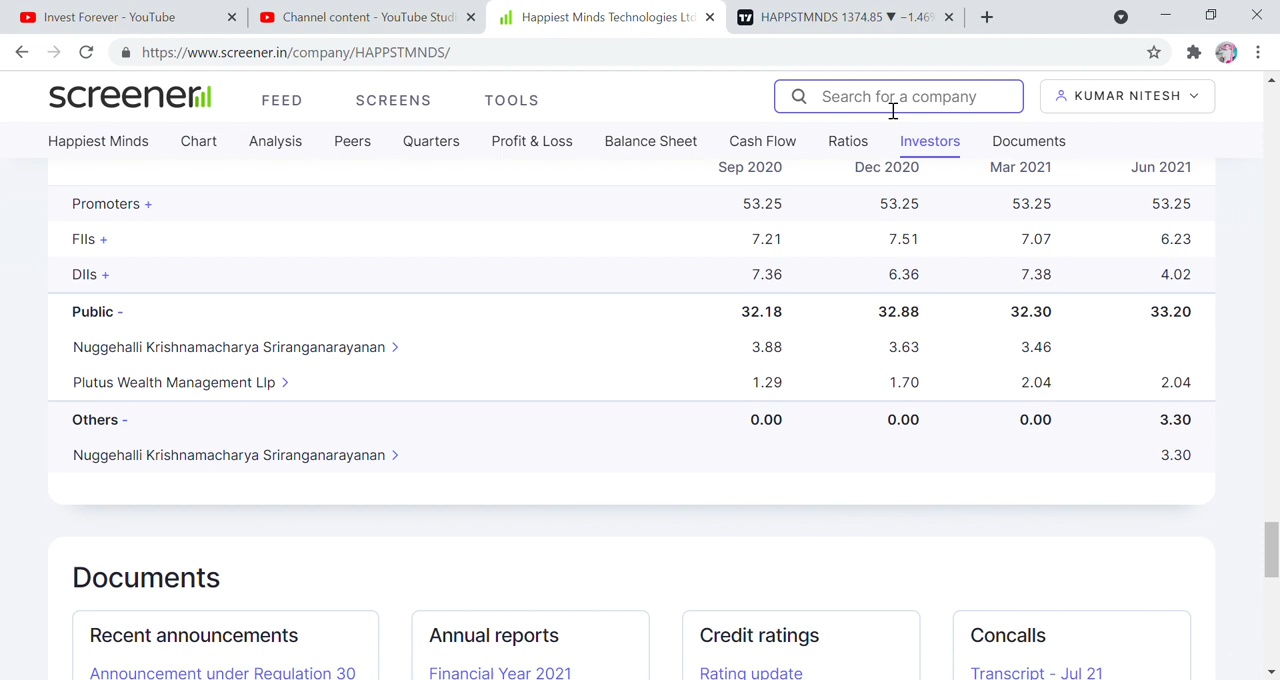 Invest Forever - YouTube
Channel content - YouTube Studi
Happiest Minds Technologies Ltd
HAPPSTMNDS 1374.85 ▼ −1.46%
https://www.screener.in/company/HAPPSTMNDS/
screener
FEED
SCREENS
TOOLS
Search for a company
KUMAR NITESH
Happiest Minds
Chart
Analysis
Peers
Quarters
Profit & Loss
Balance Sheet
Cash Flow
Ratios
Investors
Documents
Sep 2020 Dec 2020 Mar 2021 Jun 2021
Promoters + 53.25 53.25 53.25 53.25
FIIs + 7.21 7.51 7.07 6.23
DIIs + 7.36 6.36 7.38 4.02
Public - 32.18 32.88 32.30 33.20
Nuggehalli Krishnamacharya Sriranganarayanan > 3.88 3.63 3.46
Plutus Wealth Management Llp > 1.29 1.70 2.04 2.04
Others - 0.00 0.00 0.00 3.30
Nuggehalli Krishnamacharya Sriranganarayanan > 3.30
Documents
Recent announcements
Announcement under Regulation 30
Annual reports
Financial Year 2021
Credit ratings
Rating update
Concalls
Transcript - Jul 21